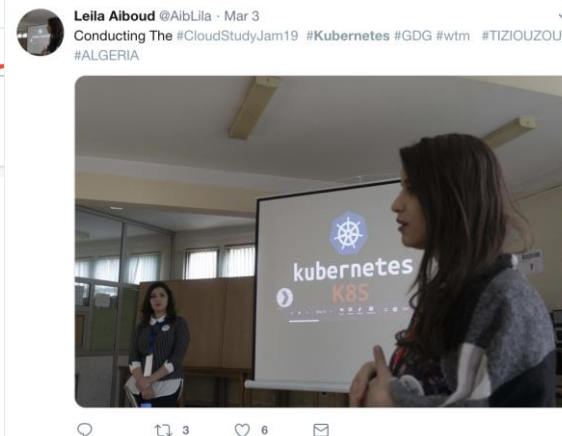 Leila Aiboud @AibLila · Mar 3
Conducting The #CloudStudyJam19 #Kubernetes #GDG #wtm #TIZIOUZOU
#ALGERIA
kubernetes
K8S
3 6